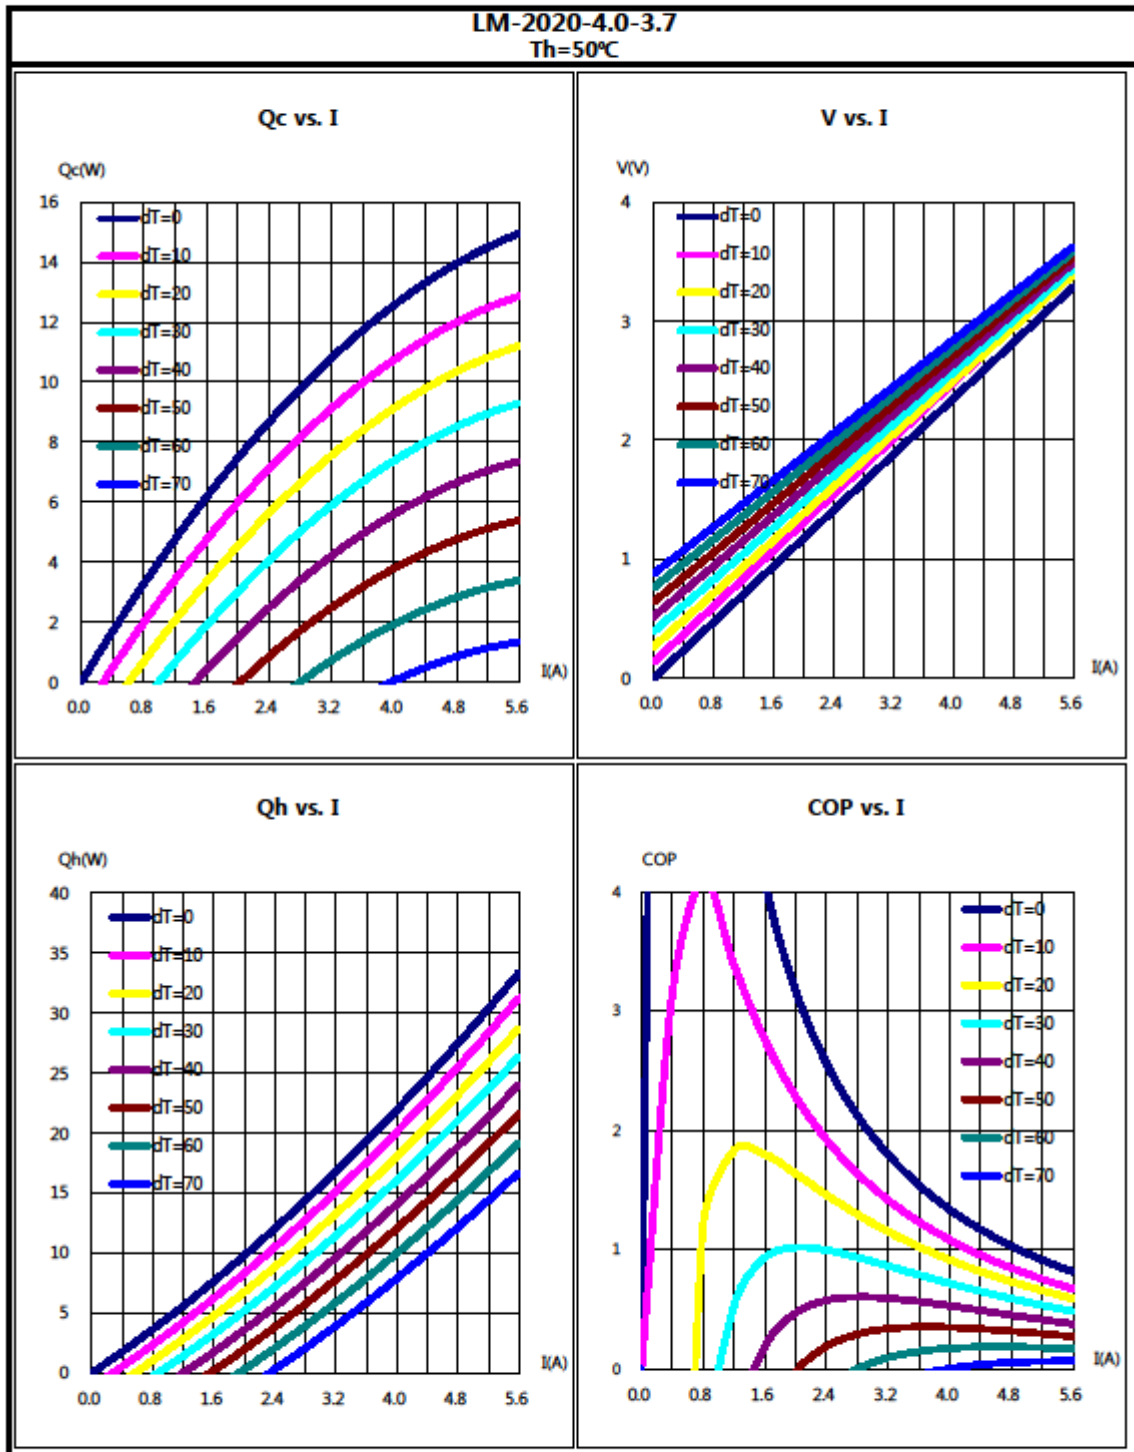 LM-2020-4.0-3.7
Th=50℃
Qc vs. I
Qc(W)
16
14
12
10
8
6
4
2
0
dT=0
dT=10
dT=20
dT=30
dT=40
dT=50
dT=60
dT=70
I(A)
0.0 0.8 1.6 2.4 3.2 4.0 4.8 5.6
V vs. I
V(V)
4
3
2
1
0
dT=0
dT=10
dT=20
dT=30
dT=40
dT=50
dT=60
dT=70
I(A)
0.0 0.8 1.6 2.4 3.2 4.0 4.8 5.6
Qh vs. I
Qh(W)
40
35
30
25
20
15
10
5
0
dT=0
dT=10
dT=20
dT=30
dT=40
dT=50
dT=60
dT=70
I(A)
0.0 0.8 1.6 2.4 3.2 4.0 4.8 5.6
COP vs. I
COP
4
3
2
1
0
dT=0
dT=10
dT=20
dT=30
dT=40
dT=50
dT=60
dT=70
I(A)
0.0 0.8 1.6 2.4 3.2 4.0 4.8 5.6